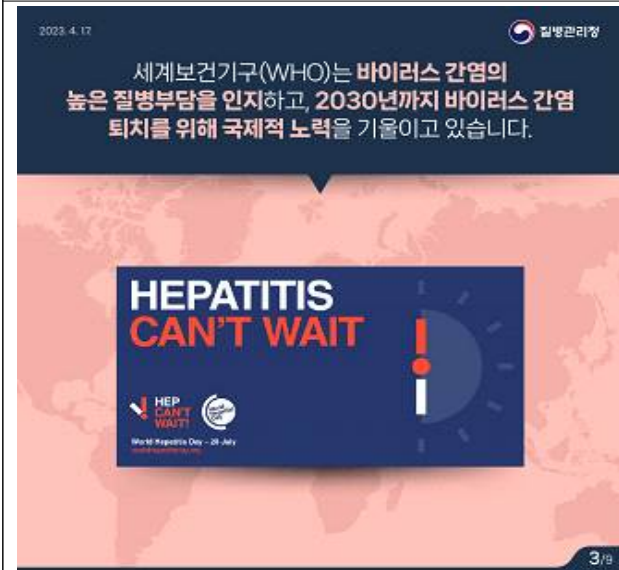 2023. 4. 17.
질병관리청
세계보건기구(WHO)는 바이러스 간염의
높은 질병부담을 인지하고, 2030년까지 바이러스 간염
퇴치를 위해 국제적 노력을 기울이고 있습니다.
HEPATITIS
CAN'T WAIT
HEP
CAN'T
WAIT!
World Hepatitis Day – 28 July
3/9